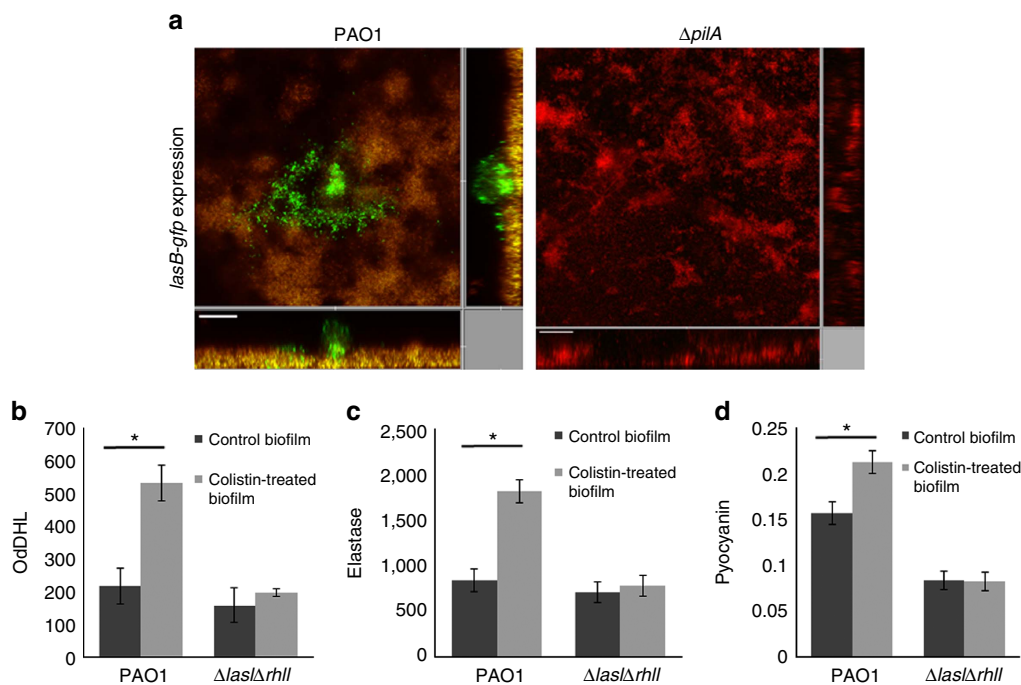 a
PAO1
ΔpilA
lasB-gfp expression
b
700
600
500
400
300
200
100
0
OdDHL
*
Control biofilm
Colistin-treated
biofilm
PAO1
ΔlasIΔrhlI
c
2,500
2,000
1,500
1,000
500
0
Elastase
*
Control biofilm
Colistin-treated
biofilm
PAO1
ΔlasIΔrhlI
d
0.25
0.2
0.15
0.1
0.05
0
Pyocyanin
*
Control biofilm
Colistin-treated
biofilm
PAO1
ΔlasIΔrhlI